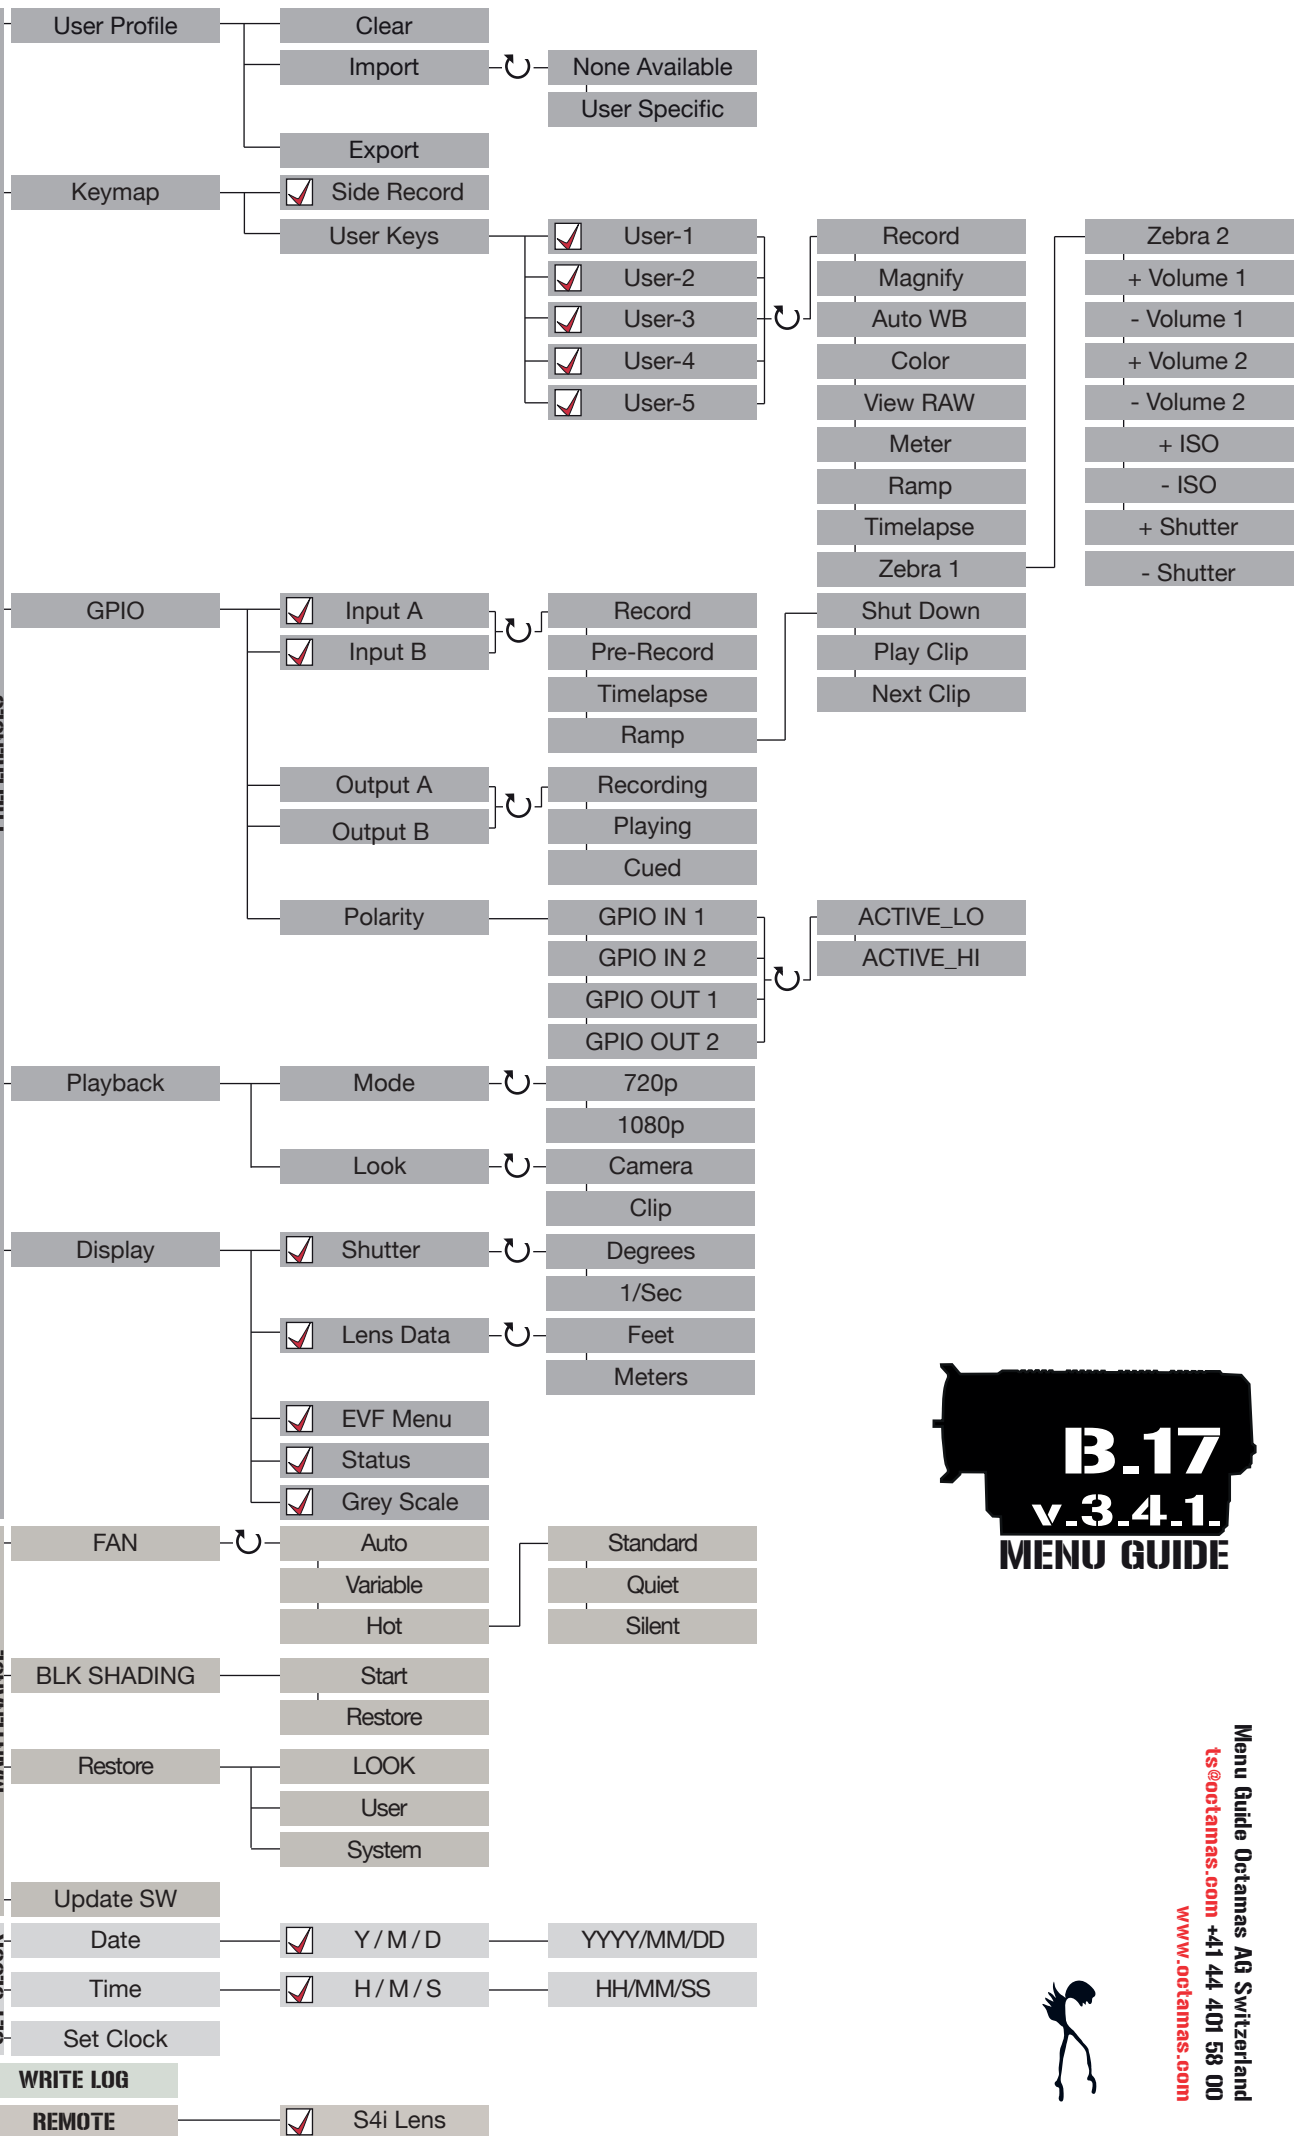 User Profile
Clear
Import
None Available
User Specific
Export
Keymap
Side Record
User Keys
User-1
User-2
User-3
User-4
User-5
Record
Magnify
Auto WB
Color
View RAW
Meter
Ramp
Timelapse
Zebra 1
Zebra 2
+ Volume 1
- Volume 1
+ Volume 2
- Volume 2
+ ISO
- ISO
+ Shutter
- Shutter
GPIO
Input A
Input B
Record
Pre-Record
Timelapse
Ramp
Shut Down
Play Clip
Next Clip
Output A
Output B
Recording
Playing
Cued
Polarity
GPIO IN 1
GPIO IN 2
GPIO OUT 1
GPIO OUT 2
ACTIVE_LO
ACTIVE_HI
Playback
Mode
720p
1080p
Look
Camera
Clip
Display
Shutter
Degrees
1/Sec
Lens Data
Feet
Meters
EVF Menu
Status
Grey Scale
FAN
Auto
Variable
Hot
Standard
Quiet
Silent
BLK SHADING
Start
Restore
Restore
LOOK
User
System
Update SW
Date
Y / M / D
YYYY/MM/DD
Time
H / M / S
HH/MM/SS
Set Clock
WRITE LOG
REMOTE
S4i Lens
B.17
v.3.4.1.
MENU GUIDE
Menu Guide Octamas AG Switzerland
ts@octamas.com +41 44 401 58 00
www.octamas.com